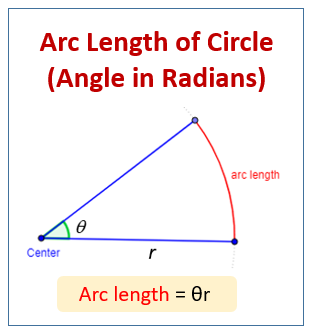 Arc Length of Circle
(Angle in Radians)
arc length
θ
Center
r
Arc length = θr